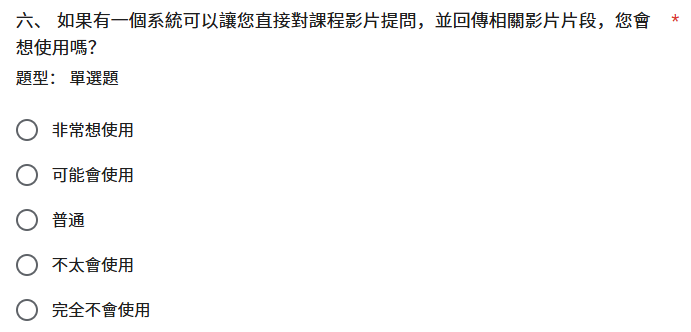 六、 如果有一個系統可以讓您直接對課程影片提問，並回傳相關影片片段，您會 *
想使用嗎？
題型： 單選題
非常想使用
可能會使用
普通
不太會使用
完全不會使用